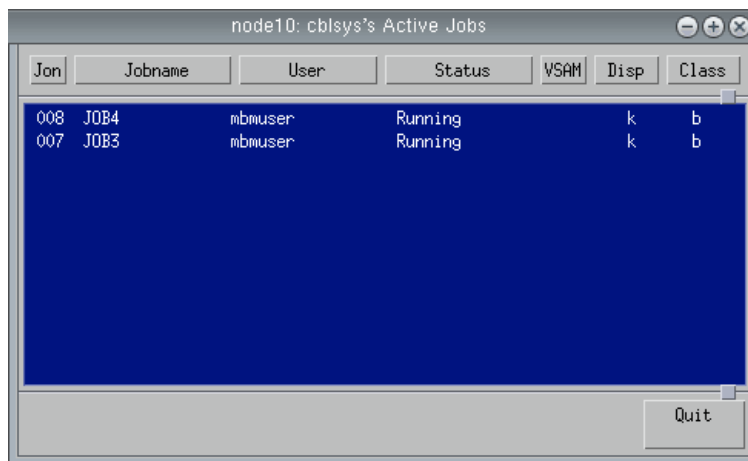 node10: cblsys's Active Jobs
Jon Jobname User Status VSAM Disp Class
008 JOB4 mbmuser Running k b
007 JOB3 mbmuser Running k b
Quit